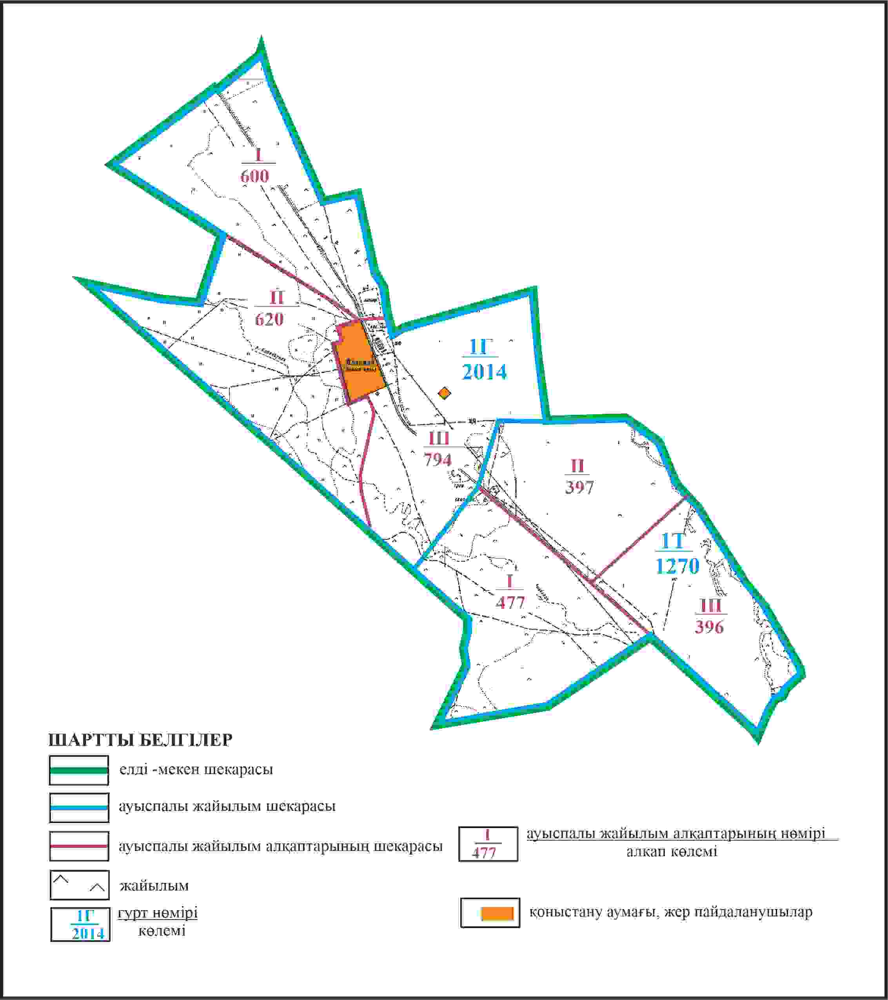 I
600
II
620
1Г
2014
III
794
II
397
1Т
1270
I
477
III
396
ШАРТТЫ БЕЛГІЛЕР
елді -мекен шекарасы
ауыспалы жайылым шекарасы
ауыспалы жайылым алқаптарының шекарасы
жайылым
1Г
2014
гурт нөмірі
көлемі
I
477
ауыспалы жайылым алқаптарының нөмірі
алқап көлемі
қоныстану аумағы, жер пайдаланушылар